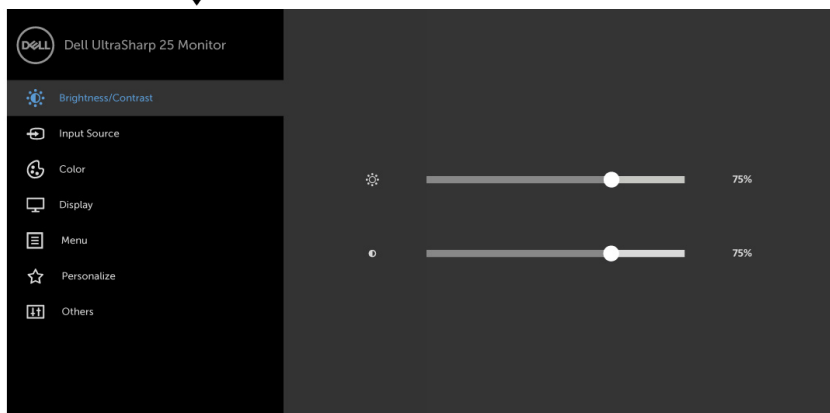 DELL
Dell UltraSharp 25 Monitor
Brightness/Contrast
Input Source
Color
75%
Display
Menu
75%
Personalize
Others